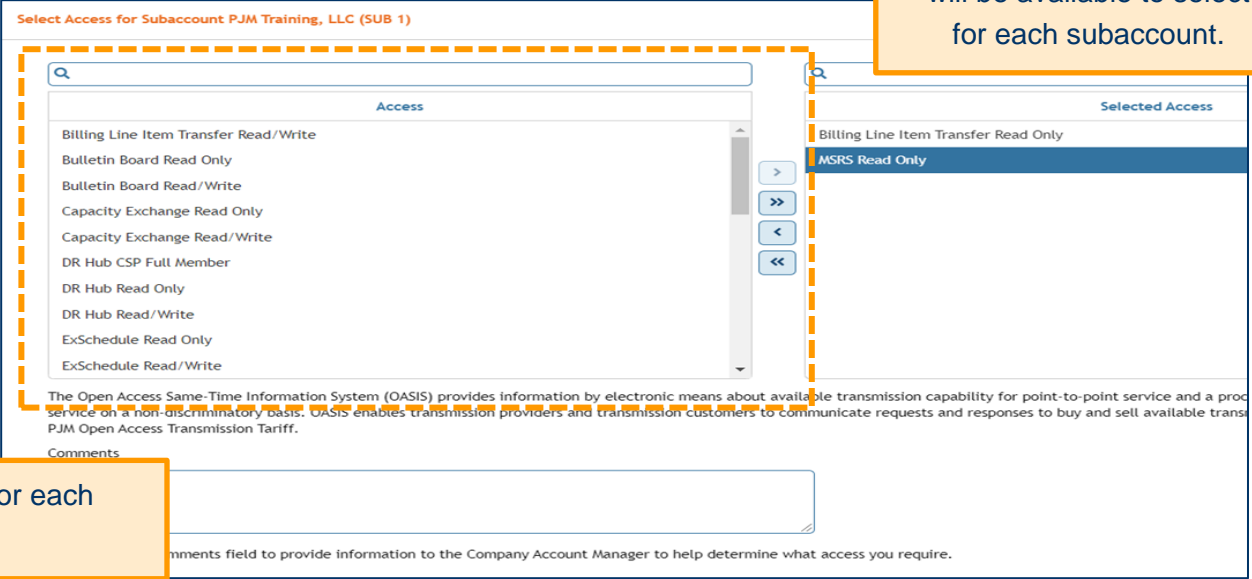 will be available to select
for each subaccount.
Select Access for Subaccount PJM Training, LLC (SUB 1)
Access
Billing Line Item Transfer Read/Write
Bulletin Board Read Only
Bulletin Board Read/Write
Capacity Exchange Read Only
Capacity Exchange Read/Write
DR Hub CSP Full Member
DR Hub Read Only
DR Hub Read/Write
ExSchedule Read Only
ExSchedule Read/Write
>
>>
<
<<
Selected Access
Billing Line Item Transfer Read Only
MSRS Read Only
The Open Access Same-Time Information System (OASIS) provides information by electronic means about available transmission capability for point-to-point service and a proc
service on a non-discriminatory basis. OASIS enables transmission providers and transmission customers to communicate requests and responses to buy and sell available trans
PJM Open Access Transmission Tariff.
Comments
or each
mments field to provide information to the Company Account Manager to help determine what access you require.